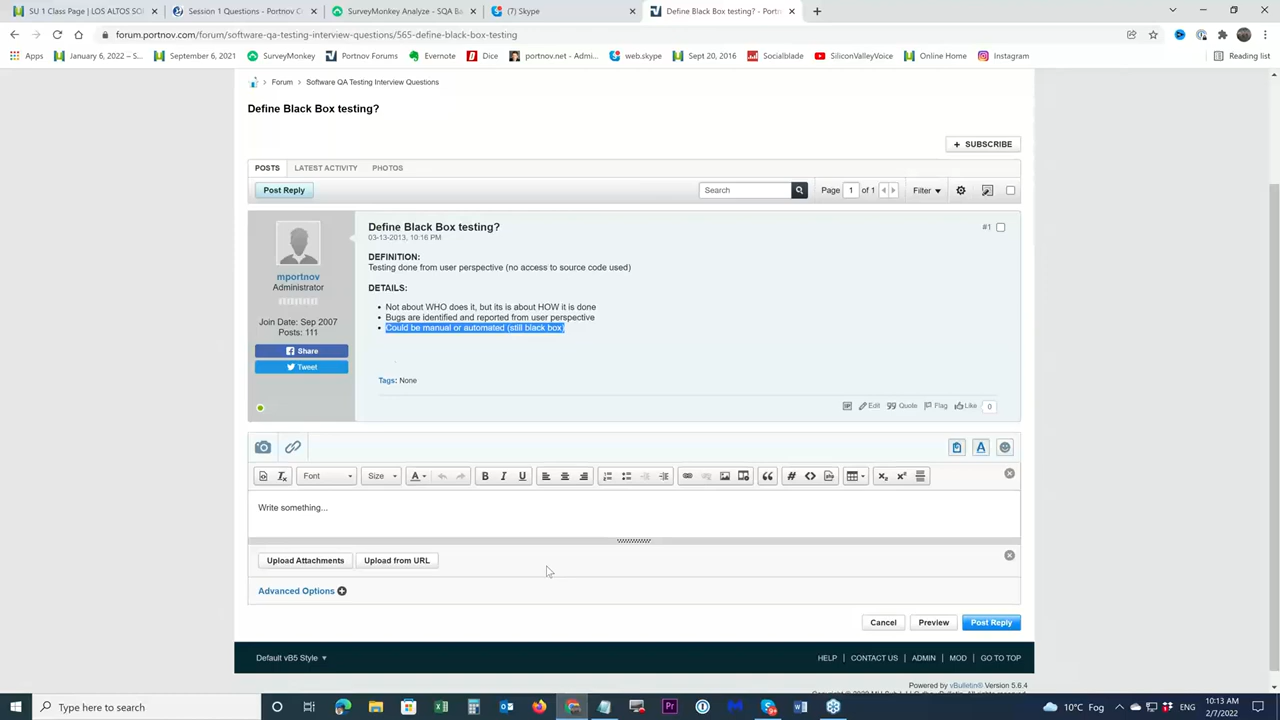 SU 1 Class Page | LOS ALTOS SO
Session 1 Questions - Portnov C
SurveyMonkey Analyze - SQA Ba
(7) Skype
Define Black Box testing? - Portn
forum.portnov.com/forum/software-qa-testing-interview-questions/565-define-black-box-testing
Apps
January 6, 2022 –...
September 6, 2021
SurveyMonkey
Portnov Forums
Evernote
Dice
portnov.net - Admi...
web.skype
Sept 20, 2016
Socialblade
SiliconValleyVoice
Online Home
Instagram
Reading list
Forum
Software QA Testing Interview Questions
Define Black Box testing?
+ SUBSCRIBE
POSTS
LATEST ACTIVITY
PHOTOS
Post Reply
Search
Page 1 of 1
Filter
Define Black Box testing?
#1
03-13-2013, 10:16 PM
DEFINITION:
Testing done from user perspective (no access to source code used)
DETAILS:
• Not about WHO does it, but its is about HOW it is done
• Bugs are identified and reported from user perspective
• Could be manual or automated (still black box)
mportnov
Administrator
Join Date: Sep 2007
Posts: 111
Share
Tweet
Tags: None
Edit
Quote
Flag
Like
0
Font
Size
Write something...
Upload Attachments
Upload from URL
Advanced Options
Cancel
Preview
Post Reply
Default vB5 Style
HELP
CONTACT US
ADMIN
MOD
GO TO TOP
Powered by vBulletin® Version 5.6.4
Type here to search
10°C Fog
10:13 AM
2/7/2022